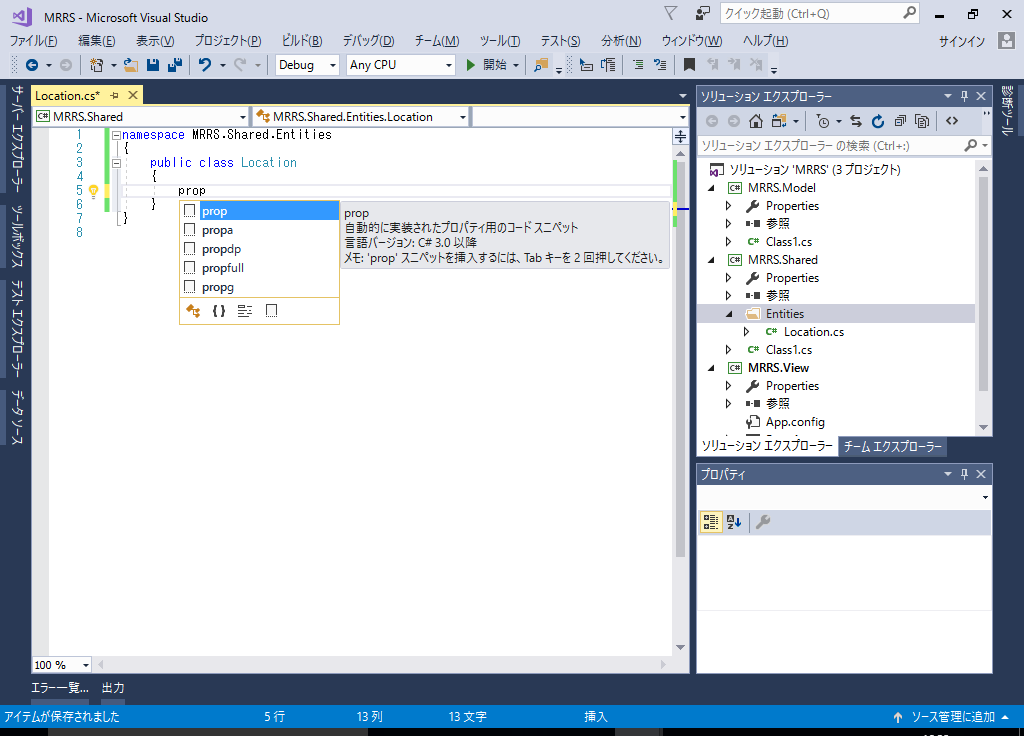 MRRS - Microsoft Visual Studio
クイック起動 (Ctrl+Q)
ファイル(F) 編集(E) 表示(V) プロジェクト(P) ビルド(B) デバッグ(D) チーム(M) ツール(T) テスト(S) 分析(N) ウィンドウ(W) ヘルプ(H) サインイン
Debug Any CPU 開始
サーバー エクスプローラー
ツールボックス
テスト エクスプローラー
データ ソース
Location.cs*
MRRS.Shared MRRS.Shared.Entities.Location
1 namespace MRRS.Shared.Entities
2 {
3 public class Location
4 {
5 prop
6 }
7 }
8
prop
propa
propdp
propfull
propg
prop
自動的に実装されたプロパティ用のコード スニペット
言語バージョン: C# 3.0 以降
メモ: 'prop' スニペットを挿入するには、Tab キーを 2 回押してください。
100 %
ソリューション エクスプローラー
ソリューション エクスプローラー の検索 (Ctrl+:)
ソリューション 'MRRS' (3 プロジェクト)
C# MRRS.Model
Properties
参照
C# Class1.cs
C# MRRS.Shared
Properties
参照
Entities
C# Location.cs
C# Class1.cs
C# MRRS.View
Properties
参照
App.config
ソリューション エクスプローラー チーム エクスプローラー
プロパティ
診断ツール
エラー一覧... 出力
アイテムが保存されました 5 行 13 列 13 文字 挿入 ソース管理に追加